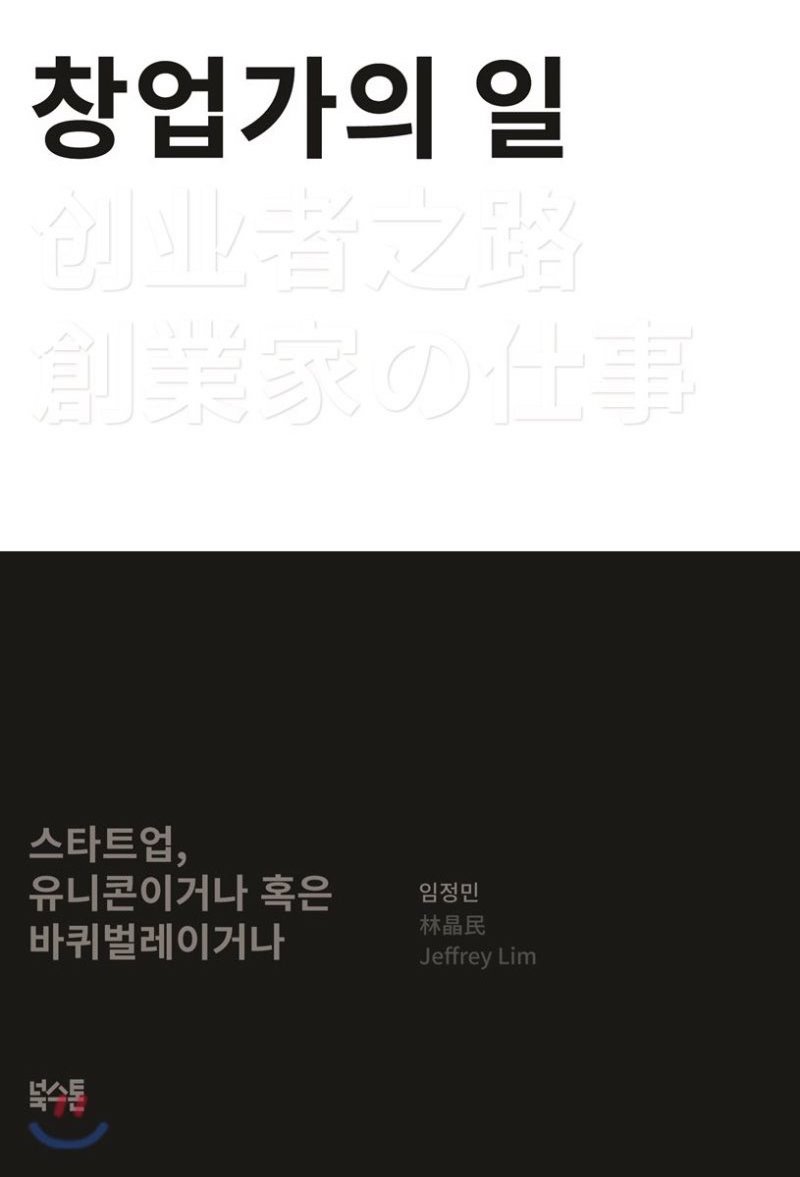 창업가의 일
创业者之路
創業家の仕事
스타트업,
유니콘이거나 혹은
바퀴벌레이거나
임정민
林晶民
Jeffrey Lim
북스톤